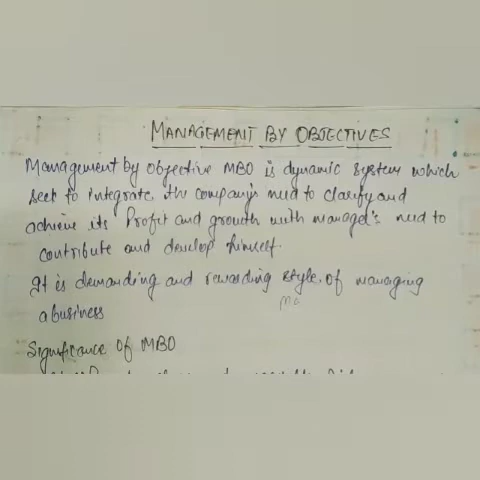 MANAGEMENT BY OBJECTIVES
Management by objective MBO is dynamic system which
seek to integrate the company's need to clarify and
achieve its Profit and growth with manager's need to
contribute and develop himself.
It is demanding and rewarding style of managing
a business
Significance of MBO